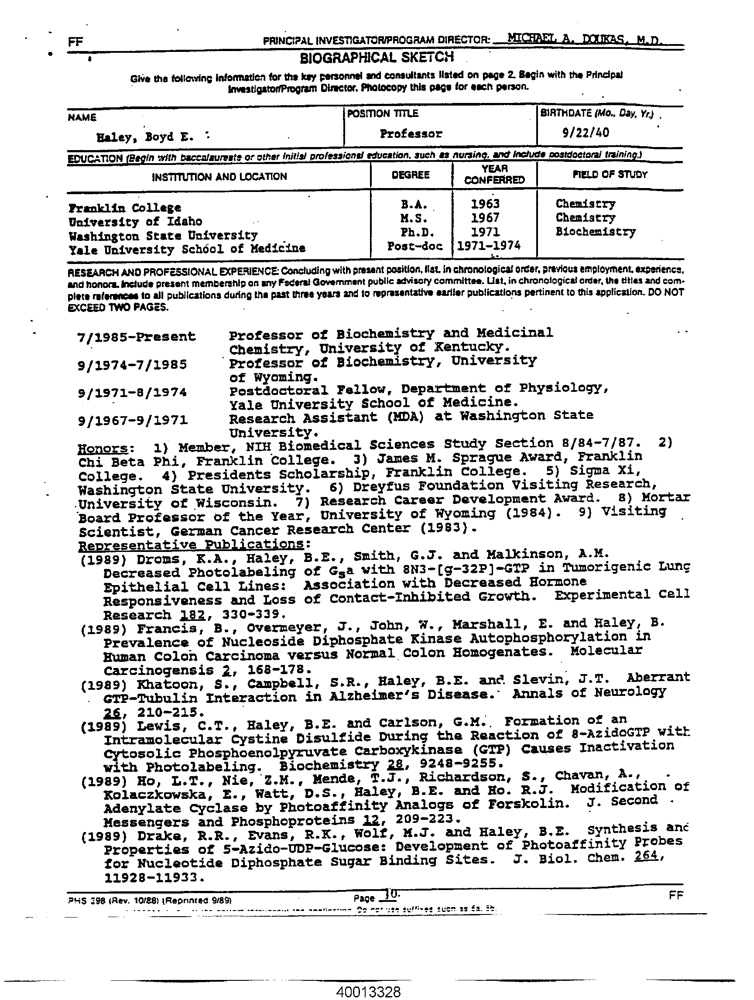 FF PRINCIPAL INVESTIGATOR/PROGRAM DIRECTOR: MICHAEL A. DOUKAS, M.D.
BIOGRAPHICAL SKETCH
Give the following information for the key personnel and consultants listed on page 2. Begin with the Principal
Investigator/Program Director. Photocopy this page for each person.
NAME POSITION TITLE BIRTHDATE (Mo., Day, Yr.)
Haley, Boyd E. Professor 9/22/40
EDUCATION (Begin with baccalaureate or other initial professional education, such as nursing, and include postdoctoral training.)
INSTITUTION AND LOCATION DEGREE YEAR CONFERRED FIELD OF STUDY
Franklin College B.A. 1963 Chemistry
University of Idaho M.S. 1967 Chemistry
Washington State University Ph.D. 1971 Biochemistry
Yale University School of Medicine Post-doc 1971-1974
RESEARCH AND PROFESSIONAL EXPERIENCE: Concluding with present position, list, in chronological order, previous employment, experience,
and honors. Include present membership on any Federal Government public advisory committee. List, in chronological order, the titles and com-
plete references to all publications during the past three years and to representative earlier publications pertinent to this application. DO NOT
EXCEED TWO PAGES.
7/1985-Present Professor of Biochemistry and Medicinal
Chemistry, University of Kentucky.
9/1974-7/1985 Professor of Biochemistry, University
of Wyoming.
9/1971-8/1974 Postdoctoral Fellow, Department of Physiology,
Yale University School of Medicine.
9/1967-9/1971 Research Assistant (MDA) at Washington State
University.
Honors: 1) Member, NIH Biomedical Sciences Study Section 8/84-7/87. 2)
Chi Beta Phi, Franklin College. 3) James M. Sprague Award, Franklin
College. 4) Presidents Scholarship, Franklin College. 5) Sigma Xi,
Washington State University. 6) Dreyfus Foundation Visiting Research,
University of Wisconsin. 7) Research Career Development Award. 8) Mortar
Board Professor of the Year, University of Wyoming (1984). 9) Visiting
Scientist, German Cancer Research Center (1983).
Representative Publications:
(1989) Droms, K.A., Haley, B.E., Smith, G.J. and Malkinson, A.M.
Decreased Photolabeling of Gsa with 8N3-[g-32P]-GTP in Tumorigenic Lung
Epithelial Cell Lines: Association with Decreased Hormone
Responsiveness and Loss of Contact-Inhibited Growth. Experimental Cell
Research 182, 330-339.
(1989) Francis, B., Overmeyer, J., John, W., Marshall, E. and Haley, B.
Prevalence of Nucleoside Diphosphate Kinase Autophosphorylation in
Human Colon Carcinoma versus Normal Colon Homogenates. Molecular
Carcinogensis 2, 168-178.
(1989) Khatoon, S., Campbell, S.R., Haley, B.E. and Slevin, J.T. Aberrant
GTP-Tubulin Interaction in Alzheimer's Disease. Annals of Neurology
26, 210-215.
(1989) Lewis, C.T., Haley, B.E. and Carlson, G.M. Formation of an
Intramolecular Cystine Disulfide During the Reaction of 8-AzidoGTP with
Cytosolic Phosphoenolpyruvate Carboxykinase (GTP) Causes Inactivation
with Photolabeling. Biochemistry 28, 9248-9255.
(1989) Ho, L.T., Nie, Z.M., Mende, T.J., Richardson, S., Chavan, A.,
Kolaczkowska, E., Watt, D.S., Haley, B.E. and Ho. R.J. Modification of
Adenylate Cyclase by Photoaffinity Analogs of Forskolin. J. Second
Messengers and Phosphoproteins 12, 209-223.
(1989) Drake, R.R., Evans, R.K., Wolf, M.J. and Haley, B.E. Synthesis and
Properties of 5-Azido-UDP-Glucose: Development of Photoaffinity Probes
for Nucleotide Diphosphate Sugar Binding Sites. J. Biol. Chem. 264,
11928-11933.
PHS 398 (Rev. 10/88) (Reprinted 9/89) Page 10. FF
Do not use suffixes such as 5a, 5b.
40013328